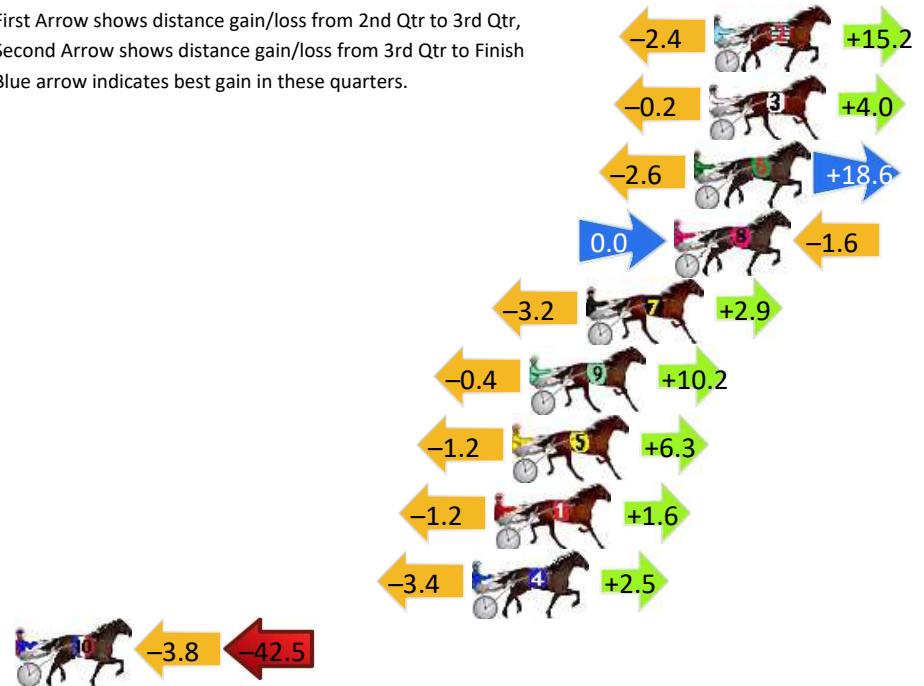 First Arrow shows distance gain/loss from 2nd Qtr to 3rd Qtr,
Second Arrow shows distance gain/loss from 3rd Qtr to Finish
Blue arrow indicates best gain in these quarters.
–2.4 +15.2
–0.2 3 +4.0
–2.6 6 +18.6
0.0 8 –1.6
–3.2 7 +2.9
–0.4 9 +10.2
–1.2 5 +6.3
–1.2 1 +1.6
–3.4 4 +2.5
10 –3.8 –42.5